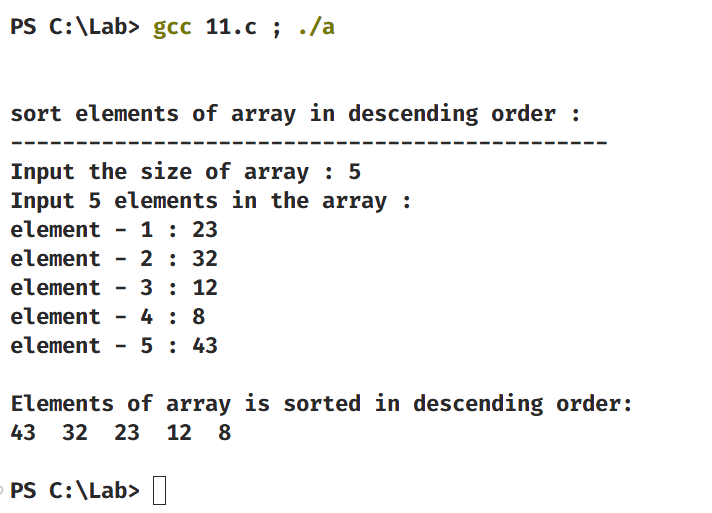 PS C:\Lab> gcc 11.c ; ./a
sort elements of array in descending order :
----------------------------------------------
Input the size of array : 5
Input 5 elements in the array :
element - 1 : 23
element - 2 : 32
element - 3 : 12
element - 4 : 8
element - 5 : 43
Elements of array is sorted in descending order:
43  32  23  12  8
PS C:\Lab>